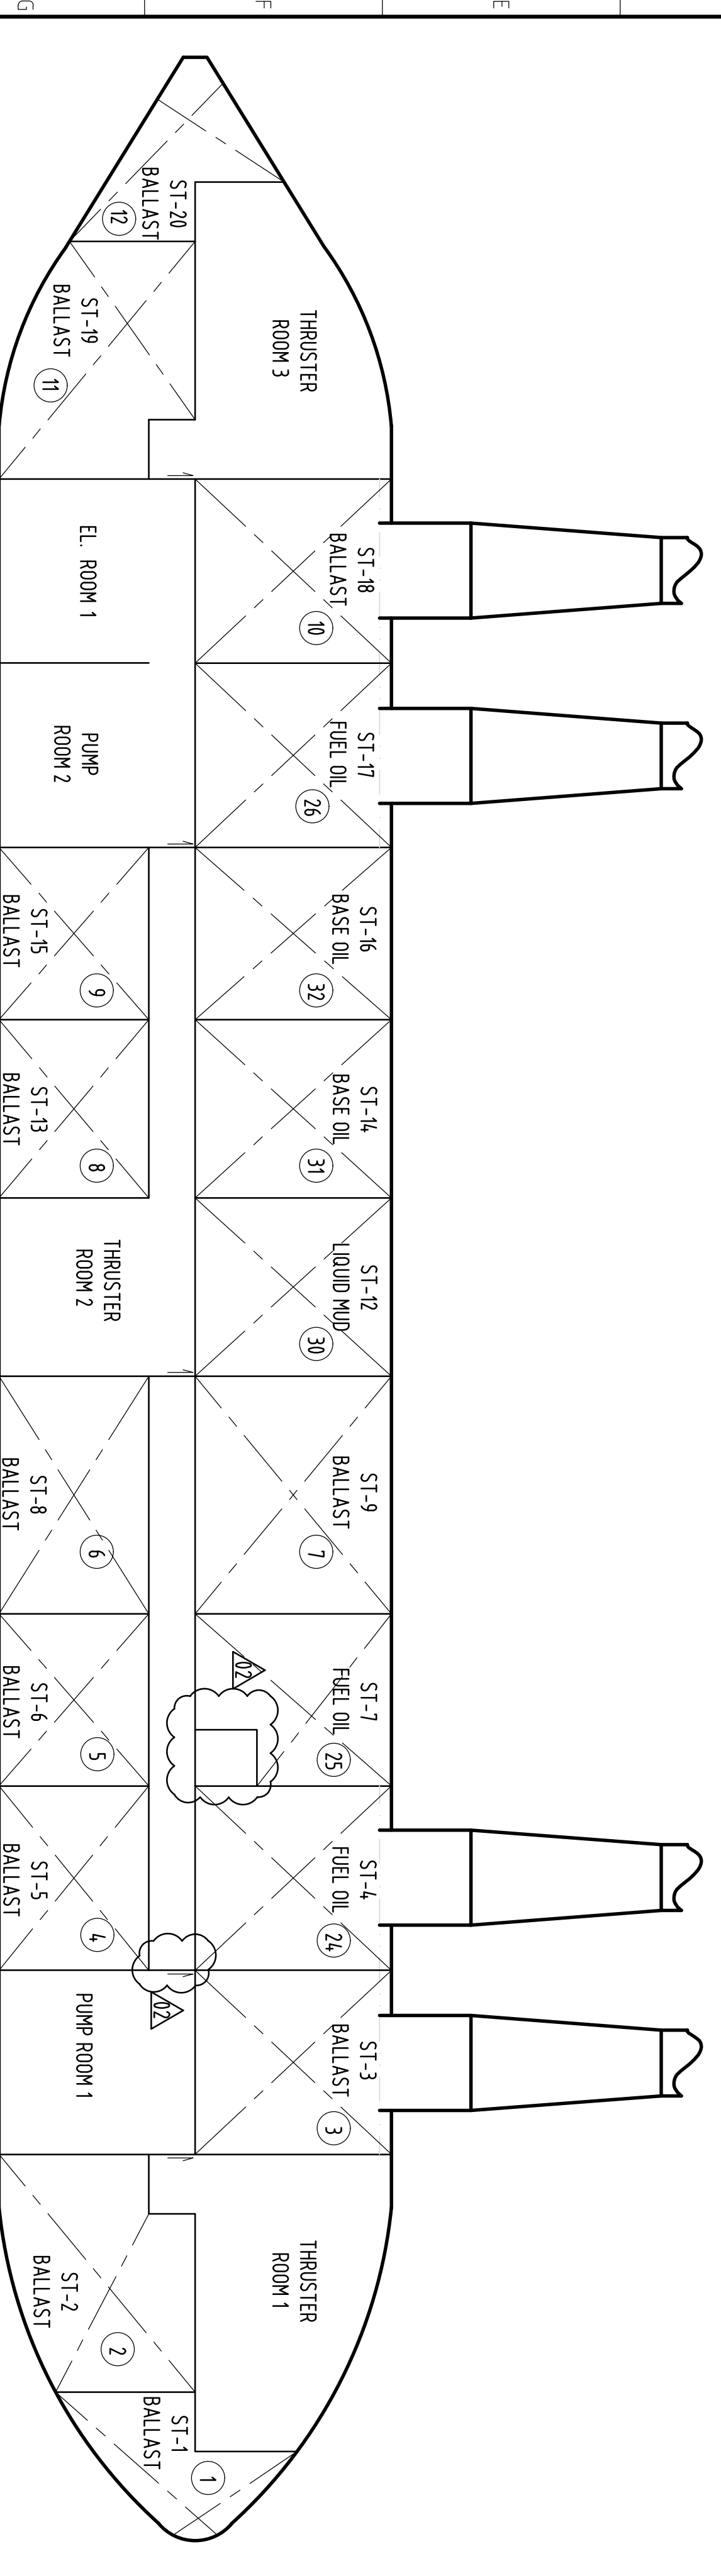 G
F
E
ST-20
BALLAST
12
ST-19
BALLAST
11
THRUSTER
ROOM 3
EL. ROOM 1
ST-18
BALLAST
10
PUMP
ROOM 2
ST-17
FUEL OIL
26
ST-15
BALLAST
9
ST-16
BASE OIL
32
ST-13
BALLAST
8
ST-14
BASE OIL
31
THRUSTER
ROOM 2
ST-12
LIQUID MUD
30
ST-8
BALLAST
6
ST-9
BALLAST
7
ST-6
BALLAST
5
02
ST-7
FUEL OIL
25
ST-5
BALLAST
4
ST-4
FUEL OIL
24
PUMP ROOM 1
02
ST-3
BALLAST
3
ST-2
BALLAST
2
THRUSTER
ROOM 1
ST-1
BALLAST
1